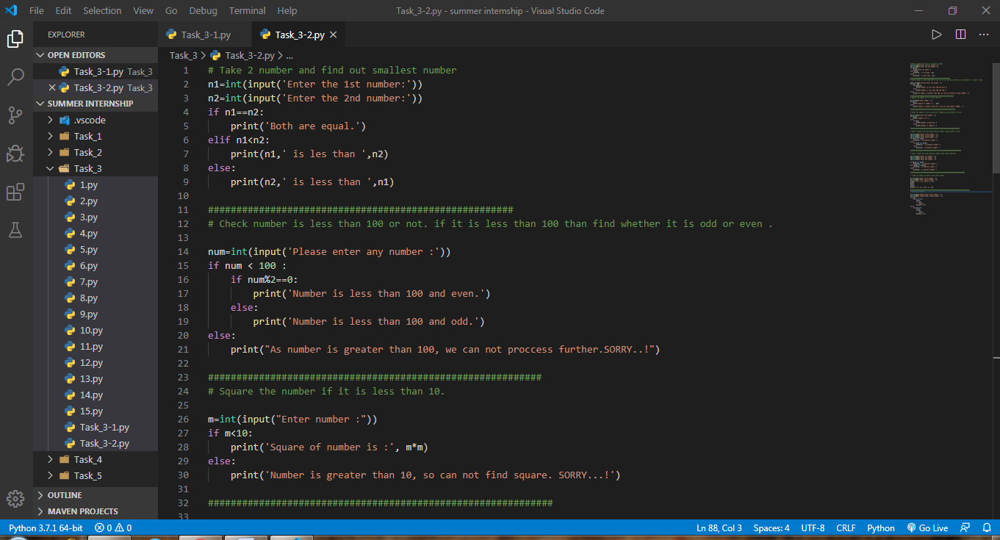 File Edit Selection View Go Debug Terminal Help Task_3-2.py - summer internship - Visual Studio Code
EXPLORER
OPEN EDITORS
Task_3-1.py Task_3
Task_3-2.py Task_3
SUMMER INTERNSHIP
.vscode
Task_1
Task_2
Task_3
1.py
2.py
3.py
4.py
5.py
6.py
7.py
8.py
9.py
10.py
11.py
12.py
13.py
14.py
15.py
Task_3-1.py
Task_3-2.py
Task_4
Task_5
OUTLINE
MAVEN PROJECTS
Task_3-1.py Task_3-2.py
Task_3 > Task_3-2.py > ...
1 # Take 2 number and find out smallest number
2 n1=int(input('Enter the 1st number:'))
3 n2=int(input('Enter the 2nd number:'))
4 if n1==n2:
5     print('Both are equal.')
6 elif n1<n2:
7     print(n1,' is les than ',n2)
8 else:
9     print(n2,' is less than ',n1)
10
11 ######################################################
12 # Check number is less than 100 or not. if it is less than 100 than find whether it is odd or even .
13
14 num=int(input('Please enter any number :'))
15 if num < 100 :
16     if num%2==0:
17         print('Number is less than 100 and even.')
18     else:
19         print('Number is less than 100 and odd.')
20 else:
21     print("As number is greater than 100, we can not proccess further.SORRY..!")
22
23 ###########################################################
24 # Square the number if it is less than 10.
25
26 m=int(input("Enter number :"))
27 if m<10:
28     print('Square of number is :', m*m)
29 else:
30     print('Number is greater than 10, so can not find square. SORRY...!')
31
32 #############################################################
33
Python 3.7.1 64-bit 0 0 Ln 88, Col 3 Spaces: 4 UTF-8 CRLF Python Go Live